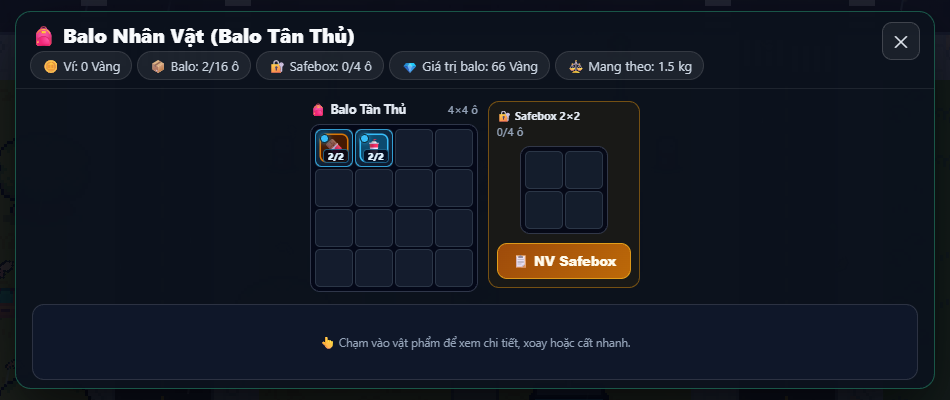 Balo Nhân Vật (Balo Tân Thủ)
Ví: 0 Vàng
Balo: 2/16 ô
Safebox: 0/4 ô
Giá trị balo: 66 Vàng
Mang theo: 1.5 kg
Balo Tân Thủ
4×4 ô
2/2
2/2
Safebox 2×2
0/4 ô
NV Safebox
Chạm vào vật phẩm để xem chi tiết, xoay hoặc cất nhanh.